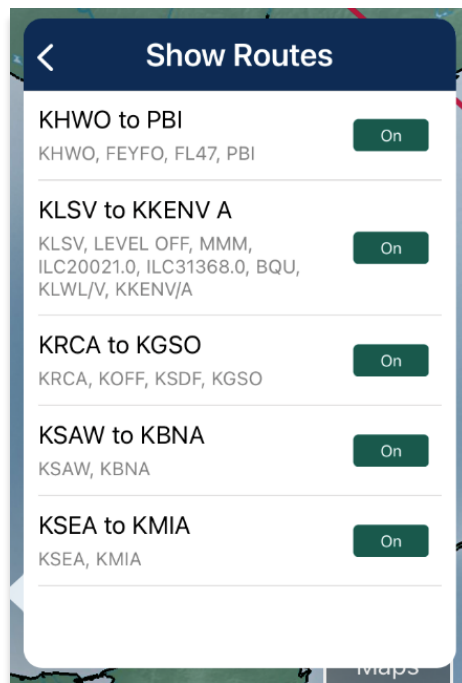 Show Routes
KHWO to PBI
KHWO, FEYFO, FL47, PBI
On
KLSV to KKENV A
KLSV, LEVEL OFF, MMM,
ILC20021.0, ILC31368.0, BQU,
KLWL/V, KKENV/A
On
KRCA to KGSO
KRCA, KOFF, KSDF, KGSO
On
KSAW to KBNA
KSAW, KBNA
On
KSEA to KMIA
KSEA, KMIA
On
Maps